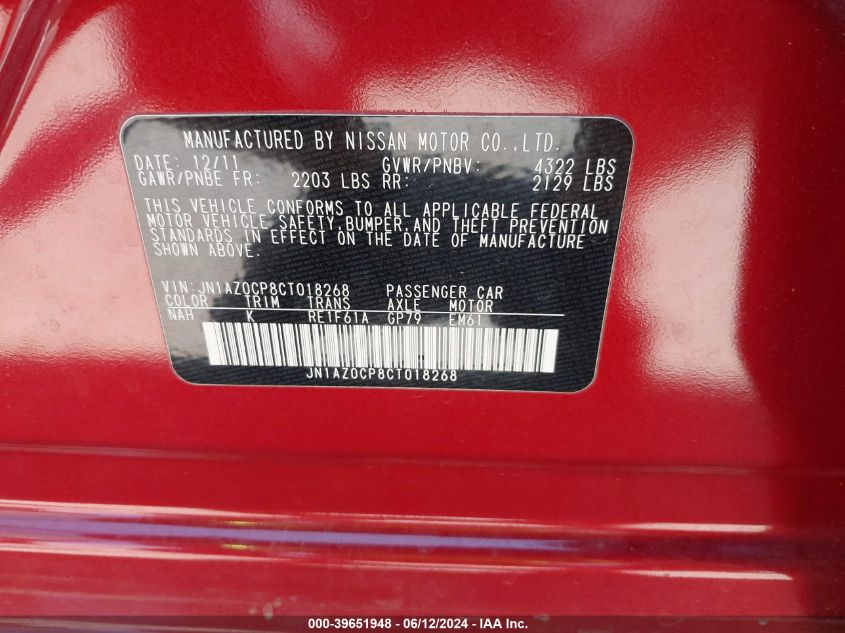 MANUFACTURED BY NISSAN MOTOR CO.,LTD.
DATE: 12/11 GVWR/PNBV: 4322 LBS
GAWR/PNBE FR: 2203 LBS RR: 2129 LBS
THIS VEHICLE CONFORMS TO ALL APPLICABLE FEDERAL
MOTOR VEHICLE SAFETY,BUMPER,AND THEFT PREVENTION
STANDARDS IN EFFECT ON THE DATE OF MANUFACTURE
SHOWN ABOVE.
VIN:JN1AZ0CP8CT018268 PASSENGER CAR
COLOR TRIM TRANS AXLE MOTOR
NAH K RE1F61A GP79 EM61
JN1AZ0CP8CT018268
000-39651948 - 06/12/2024 - IAA Inc.